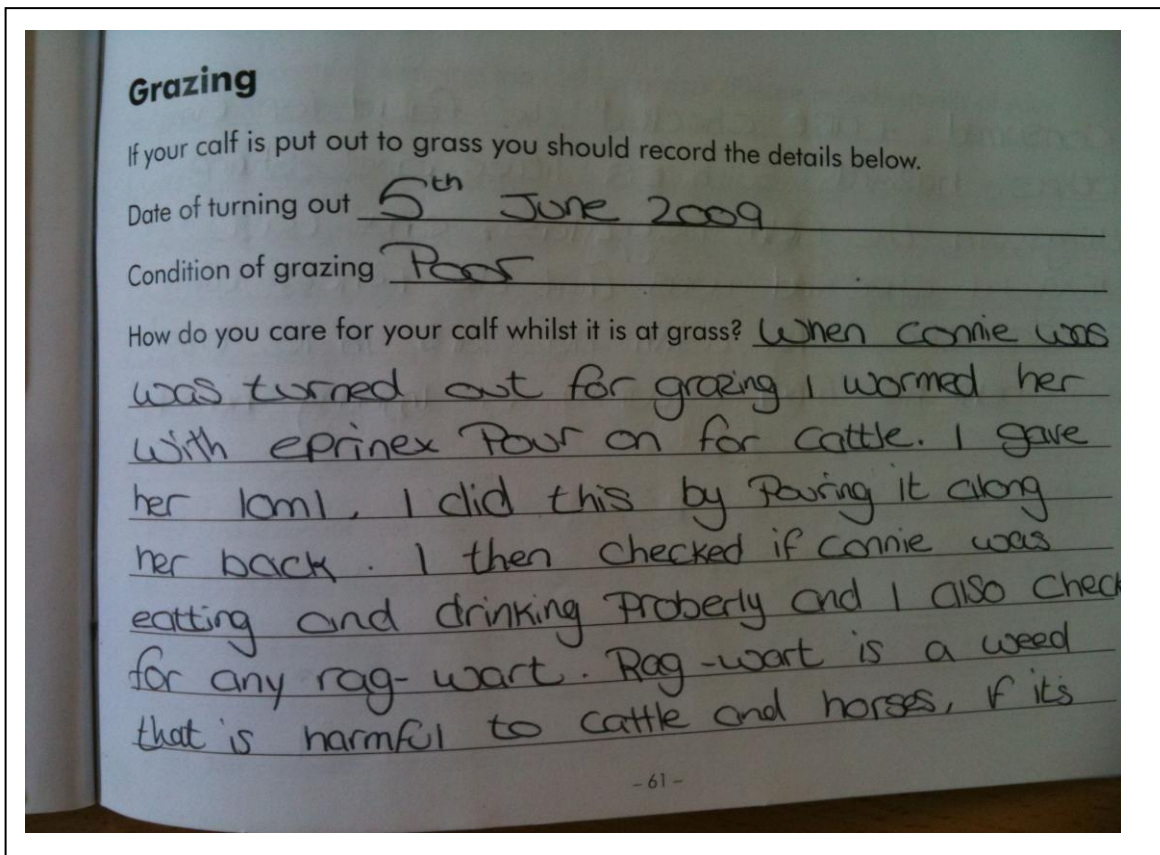 Grazing
If your calf is put out to grass you should record the details below.
Date of turning out 5th June 2009
Condition of grazing Poor
How do you care for your calf whilst it is at grass? When connie was
was turned out for grazing I wormed her
with eprinex Pour on for cattle. I gave
her 10ml, I did this by Pouring it along
her back. I then checked if connie was
eatting and drinking Proberly and I also check
for any rag-wart. Rag-wart is a weed
that is harmful to cattle and horses, if it's
- 61 -